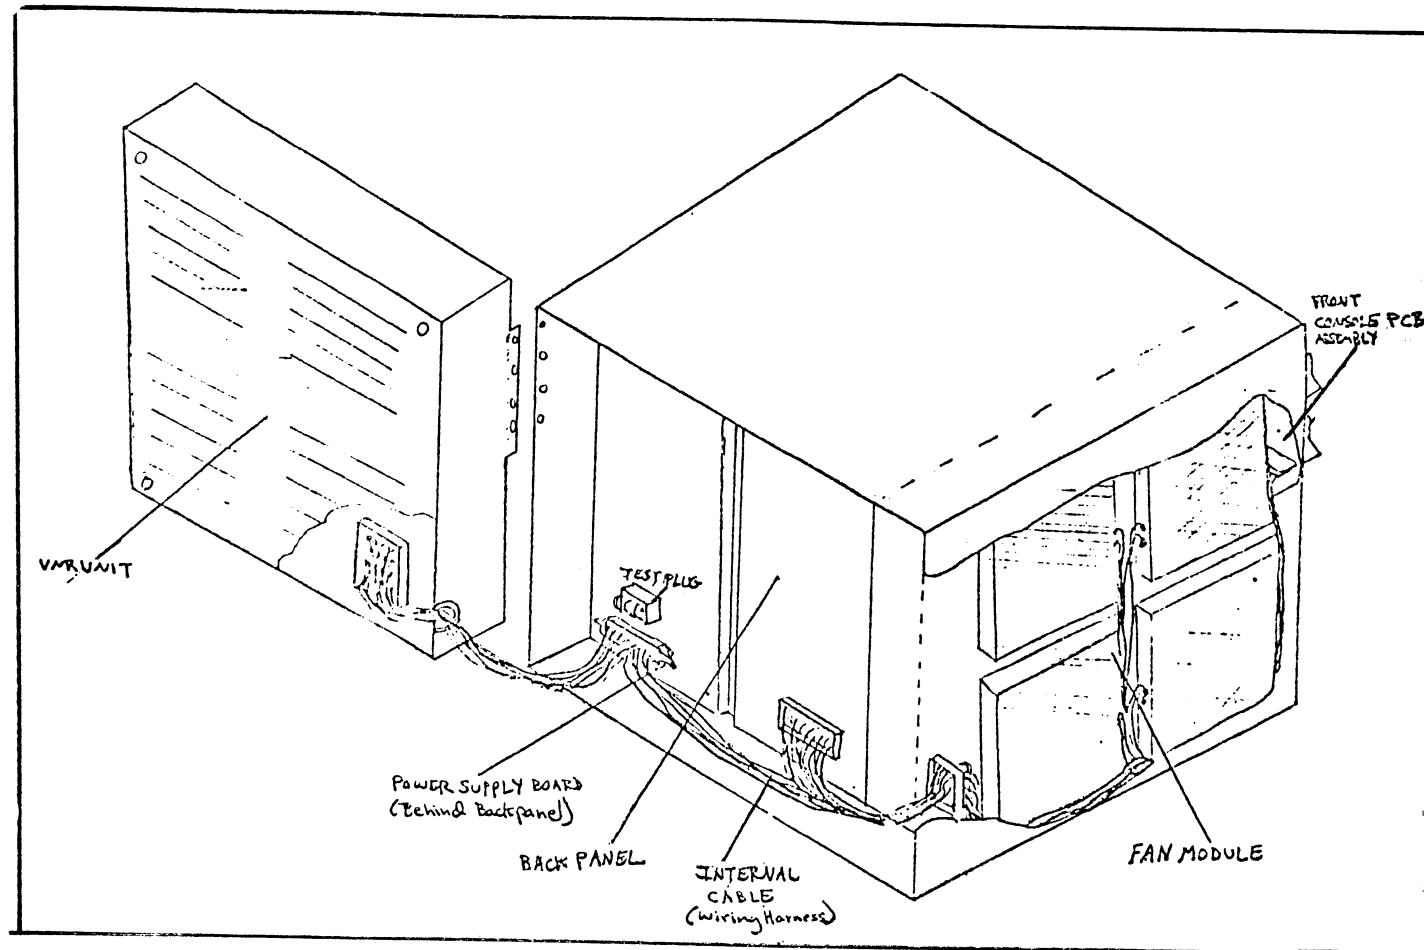 FRONT
CONSOLE PCB
ASSEMBLY
VNR UNIT
TEST PLUG
POWER SUPPLY BOARD
(Behind Backpanel)
BACK PANEL
INTERNAL
CABLE
(Wiring Harness)
FAN MODULE